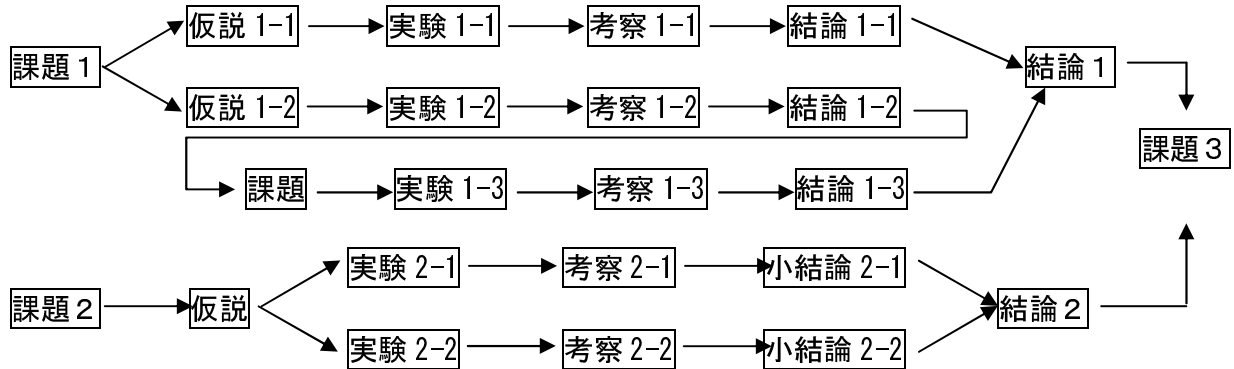 仮説 1-1 実験 1-1 考察 1-1 結論 1-1
課題１ 結論１
仮説 1-2 実験 1-2 考察 1-2 結論 1-2
課題３
課題 実験 1-3 考察 1-3 結論 1-3
実験 2-1 考察 2-1 小結論 2-1
課題２ 仮説 結論２
実験 2-2 考察 2-2 小結論 2-2